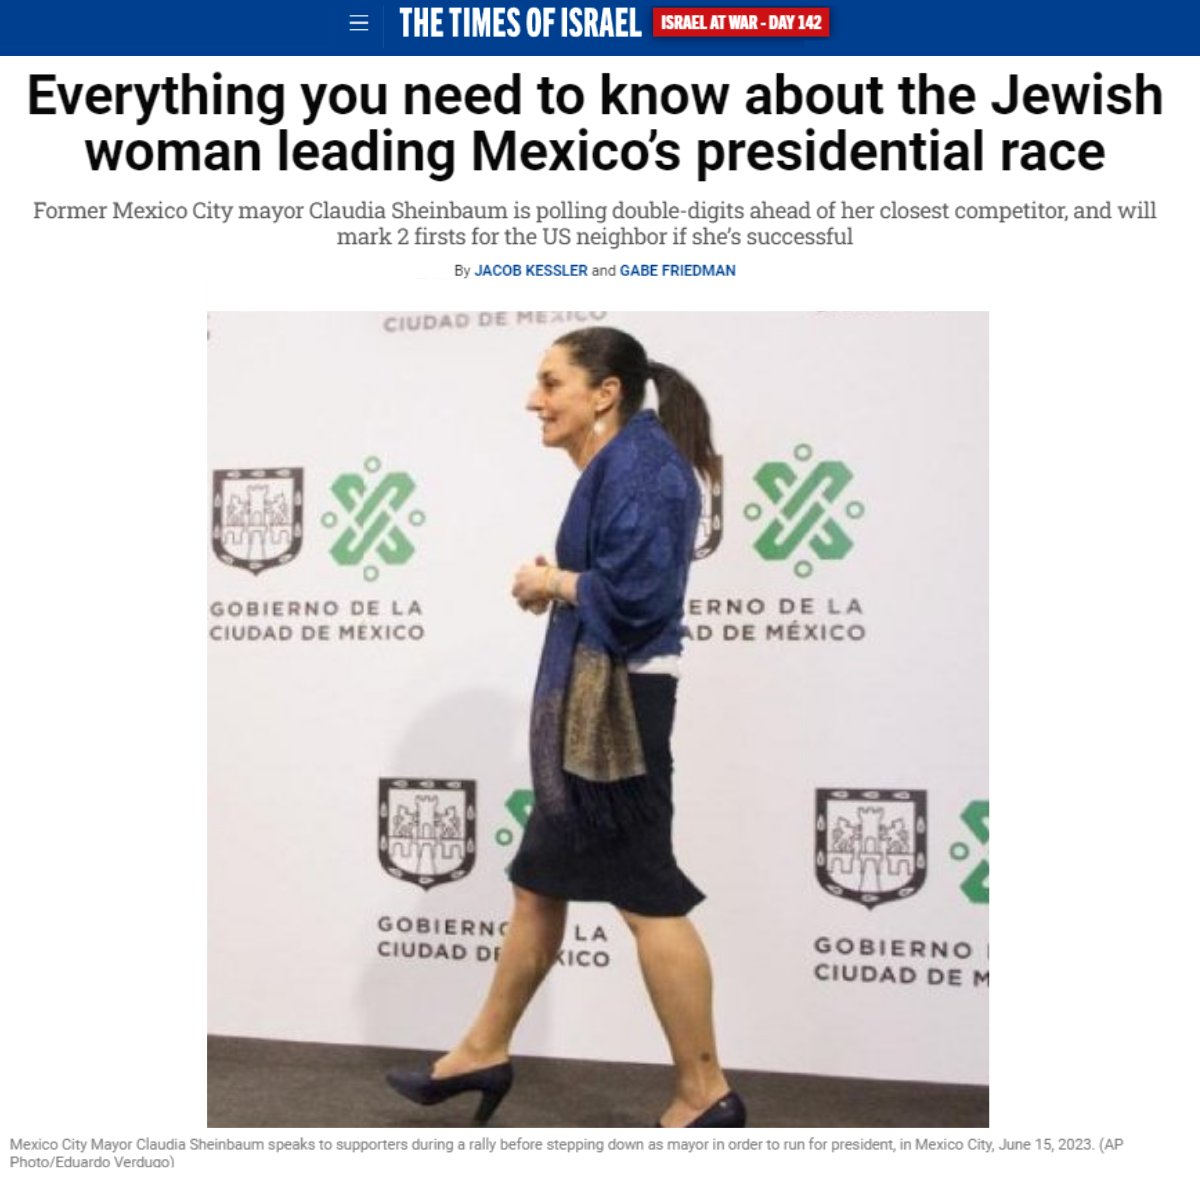 THE TIMES OF ISRAEL ISRAEL AT WAR - DAY 142
Everything you need to know about the Jewish
woman leading Mexico's presidential race
Former Mexico City mayor Claudia Sheinbaum is polling double-digits ahead of her closest competitor, and will
mark 2 firsts for the US neighbor if she's successful
By JACOB KESSLER and GABE FRIEDMAN
CIUDAD DE MÉXICO
GOBIERNO DE LA
CIUDAD DE MÉXICO
ERNO DE LA
AD DE MÉXICO
GOBIERNO LA
CIUDAD DE XICO
GOBIERNO
CIUDAD DE M
Mexico City Mayor Claudia Sheinbaum speaks to supporters during a rally before stepping down as mayor in order to run for president, in Mexico City, June 15, 2023. (AP
Photo/Eduardo Verdugo)